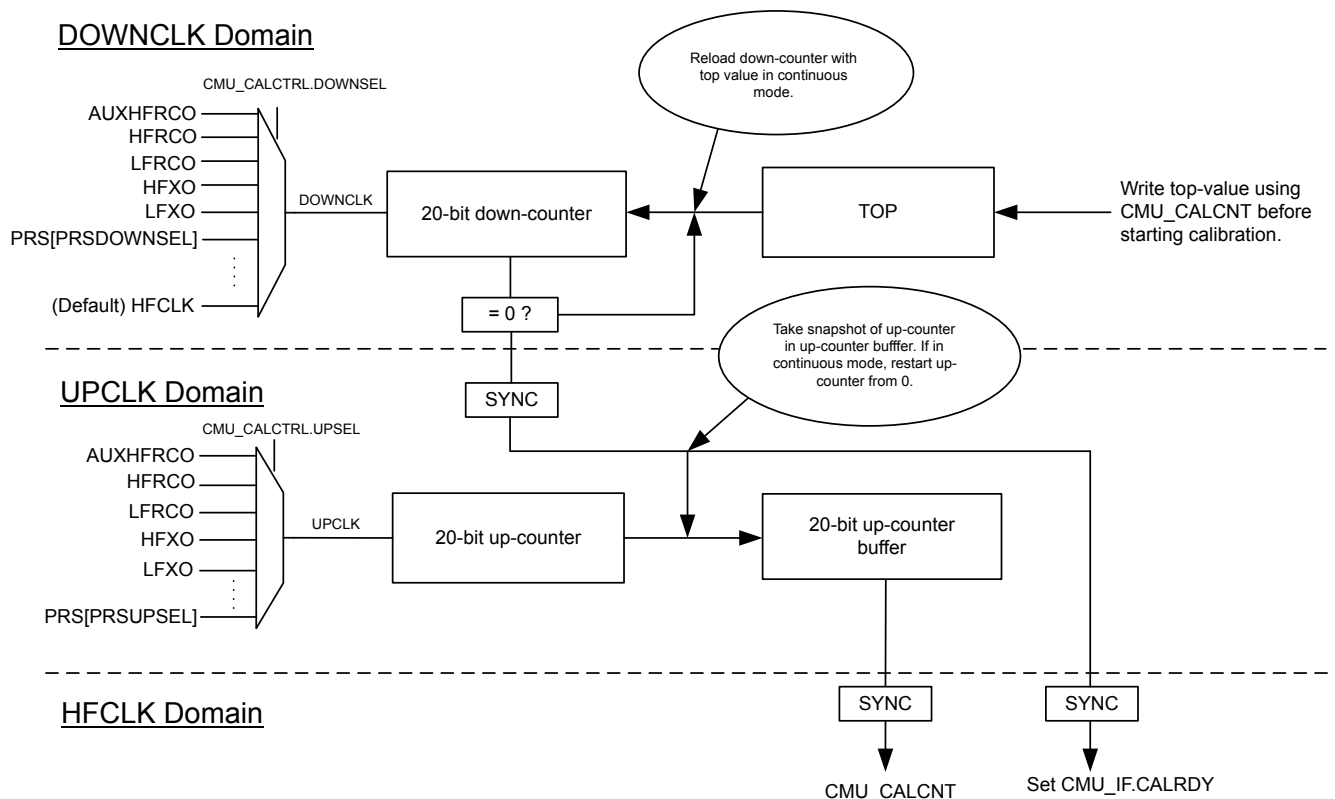 DOWNCLK Domain
CMU_CALCTRL.DOWNSEL
AUXHFRCO
HFRCO
LFRCO
HFXO
LFXO
PRS[PRSDOWNSEL]
(Default) HFCLK
DOWNCLK
20-bit down-counter
= 0 ?
Reload down-counter with
top value in continuous
mode.
TOP
Write top-value using
CMU_CALCNT before
starting calibration.
SYNC
Take snapshot of up-counter
in up-counter bufffer. If in
continuous mode, restart up-
counter from 0.
UPCLK Domain
CMU_CALCTRL.UPSEL
AUXHFRCO
HFRCO
LFRCO
HFXO
LFXO
PRS[PRSUPSEL]
UPCLK
20-bit up-counter
20-bit up-counter
buffer
HFCLK Domain
SYNC
SYNC
CMU_CALCNT
Set CMU_IF.CALRDY